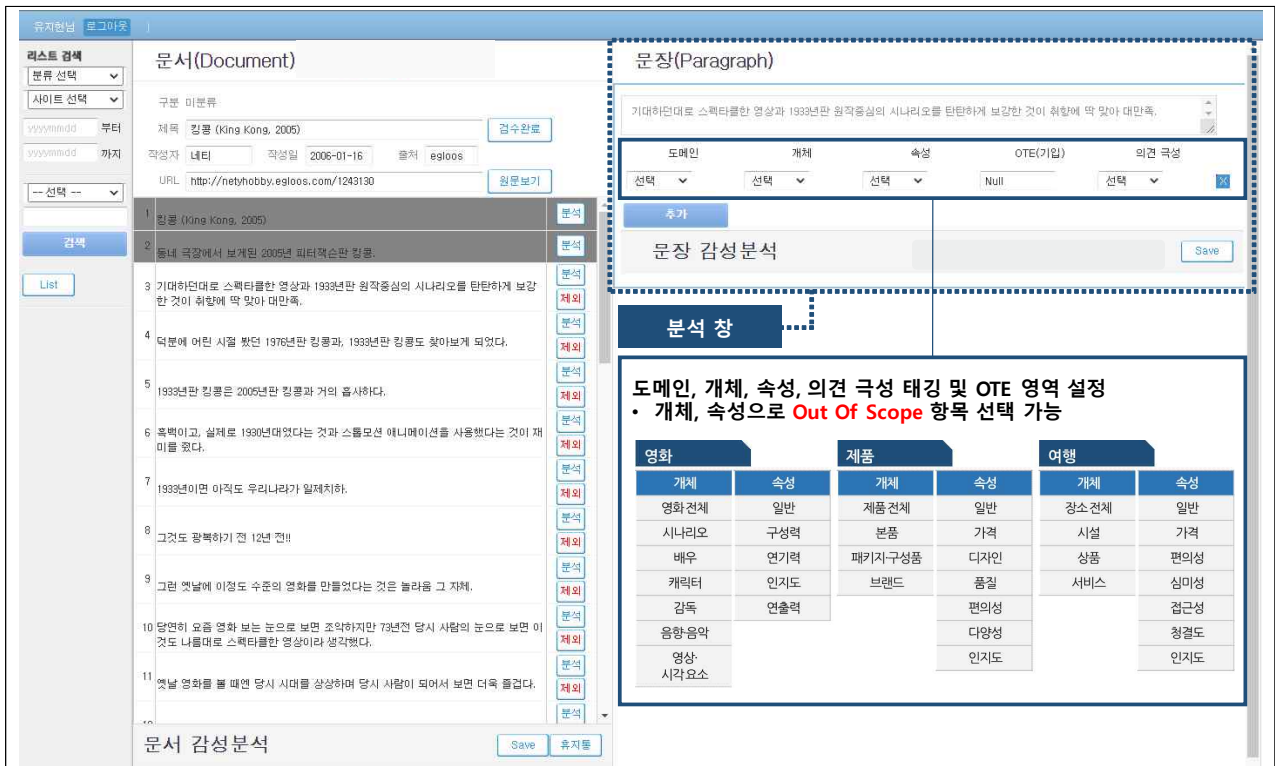 유지현님 로그아웃 |
리스트 검색
분류 선택
사이트 선택
yyyymmdd 부터
yyyymmdd 까지
-- 선택 --
검색
List
문서(Document)
구분 미분류
제목 킹콩 (King Kong, 2005) 검수완료
작성자 네티 작성일 2006-01-16 출처 egloos
URL http://netyhobby.egloos.com/1243130 원문보기
1 킹콩 (King Kong, 2005) 분석
2 동네 극장에서 보게된 2005년 피터잭슨판 킹콩. 분석
3 기대하던대로 스펙타클한 영상과 1933년판 원작중심의 시나리오를 탄탄하게 보강
한 것이 취향에 딱 맞아 대만족.
분석
제외
4 덕분에 어린 시절 봤던 1976년판 킹콩과, 1933년판 킹콩도 찾아보게 되었다.
분석
제외
5 1933년판 킹콩은 2005년판 킹콩과 거의 흡사하다.
분석
제외
6 흑백이고, 실제로 1930년대였다는 것과 스톱모션 애니메이션을 사용했다는 것이 재
미를 줬다.
분석
제외
7 1933년이면 아직도 우리나라가 일제치하.
분석
제외
8 그것도 광복하기 전 12년 전!!
분석
제외
9 그런 옛날에 이정도 수준의 영화를 만들었다는 것은 놀라움 그 자체.
분석
제외
10 당연히 요즘 영화 보는 눈으로 보면 조악하지만 73년전 당시 사람의 눈으로 보면 이
것도 나름대로 스펙타클한 영상이라 생각했다.
분석
제외
11 옛날 영화를 볼 때엔 당시 시대를 상상하며 당시 사람이 되어서 보면 더욱 즐겁다.
분석
제외
분석
문서 감성분석 Save 휴지통
문장(Paragraph)
기대하던대로 스펙타클한 영상과 1933년판 원작중심의 시나리오를 탄탄하게 보강한 것이 취향에 딱 맞아 대만족.
도메인 개체 속성 OTE(기입) 의견 극성
선택 선택 선택 Null 선택 X
추가
문장 감성분석 Save
분석 창
도메인, 개체, 속성, 의견 극성 태깅 및 OTE 영역 설정
• 개체, 속성으로 Out Of Scope 항목 선택 가능
영화 제품 여행
개체 속성 개체 속성 개체 속성
영화 전체 일반 제품 전체 일반 장소 전체 일반
시나리오 구성력 본품 가격 시설 가격
배우 연기력 패키지·구성품 디자인 상품 편의성
캐릭터 인지도 브랜드 품질 서비스 심미성
감독 연출력 편의성 접근성
음향·음악 다양성 청결도
영상· 인지도 인지도
시각 요소